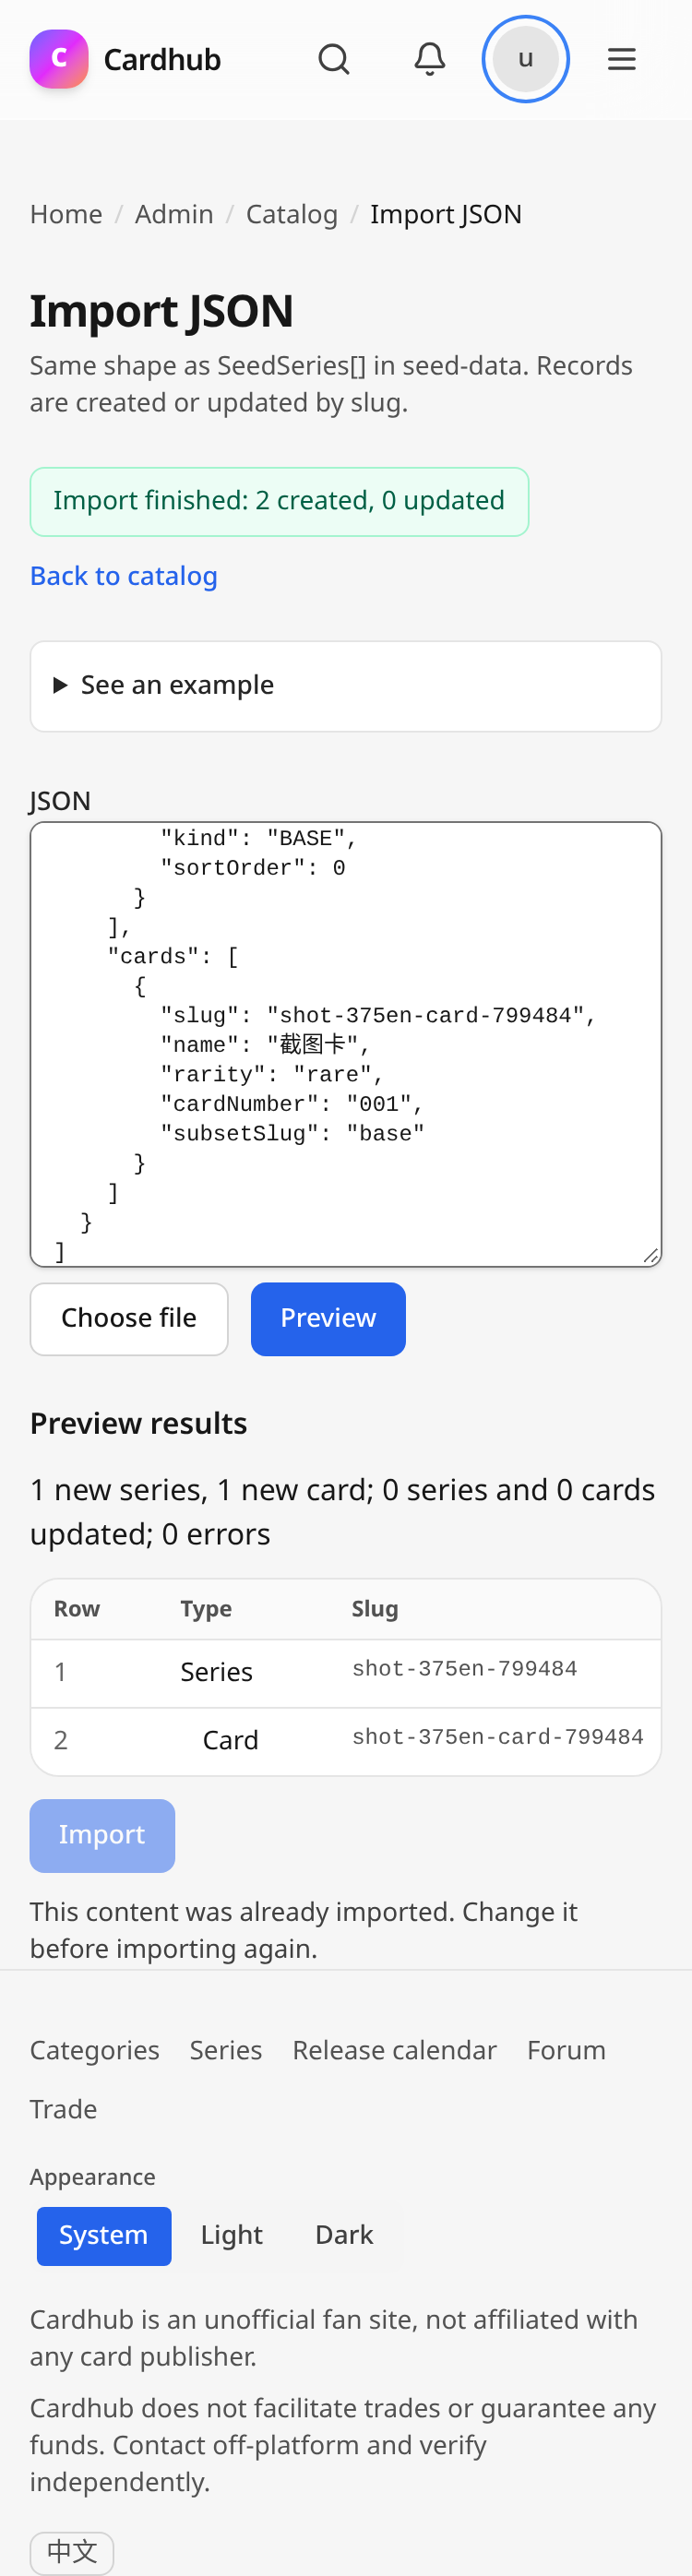 C Cardhub u
Home / Admin / Catalog / Import JSON
Import JSON
Same shape as SeedSeries[] in seed-data. Records
are created or updated by slug.
Import finished: 2 created, 0 updated
Back to catalog
See an example
JSON
"kind": "BASE",
"sortOrder": 0
}
],
"cards": [
{
"slug": "shot-375en-card-799484",
"name": "截图卡",
"rarity": "rare",
"cardNumber": "001",
"subsetSlug": "base"
}
]
}
]
Choose file Preview
Preview results
1 new series, 1 new card; 0 series and 0 cards
updated; 0 errors
Row Type Slug
1 Series shot-375en-799484
2 Card shot-375en-card-799484
Import
This content was already imported. Change it
before importing again.
Categories Series Release calendar Forum
Trade
Appearance
System Light Dark
Cardhub is an unofficial fan site, not affiliated with
any card publisher.
Cardhub does not facilitate trades or guarantee any
funds. Contact off-platform and verify
independently.
中文